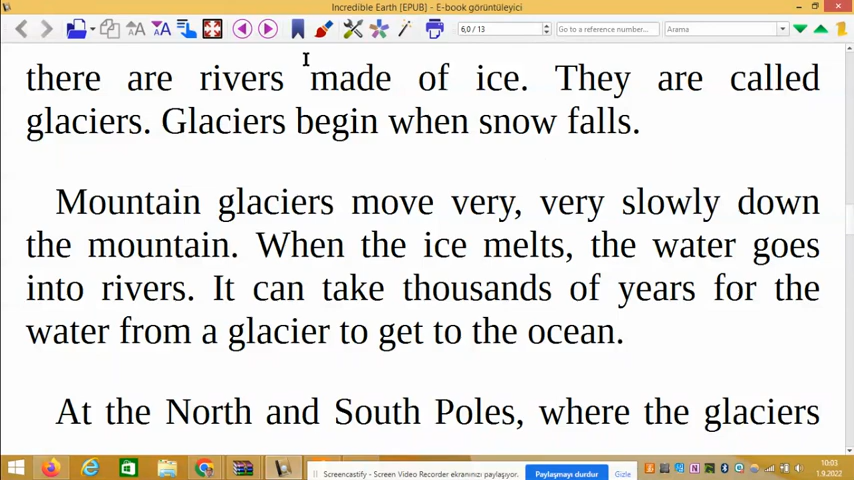 Incredible Earth [EPUB] - E-book görüntüleyici
6,0 / 13
Go to a reference number...
Arama
there are rivers made of ice. They are called
glaciers. Glaciers begin when snow falls.
Mountain glaciers move very, very slowly down
the mountain. When the ice melts, the water goes
into rivers. It can take thousands of years for the
water from a glacier to get to the ocean.
At the North and South Poles, where the glaciers
Screencastify - Screen Video Recorder ekranınızı paylaşıyor.
Paylaşmayı durdur
Gizle
10:03
1.9.2022